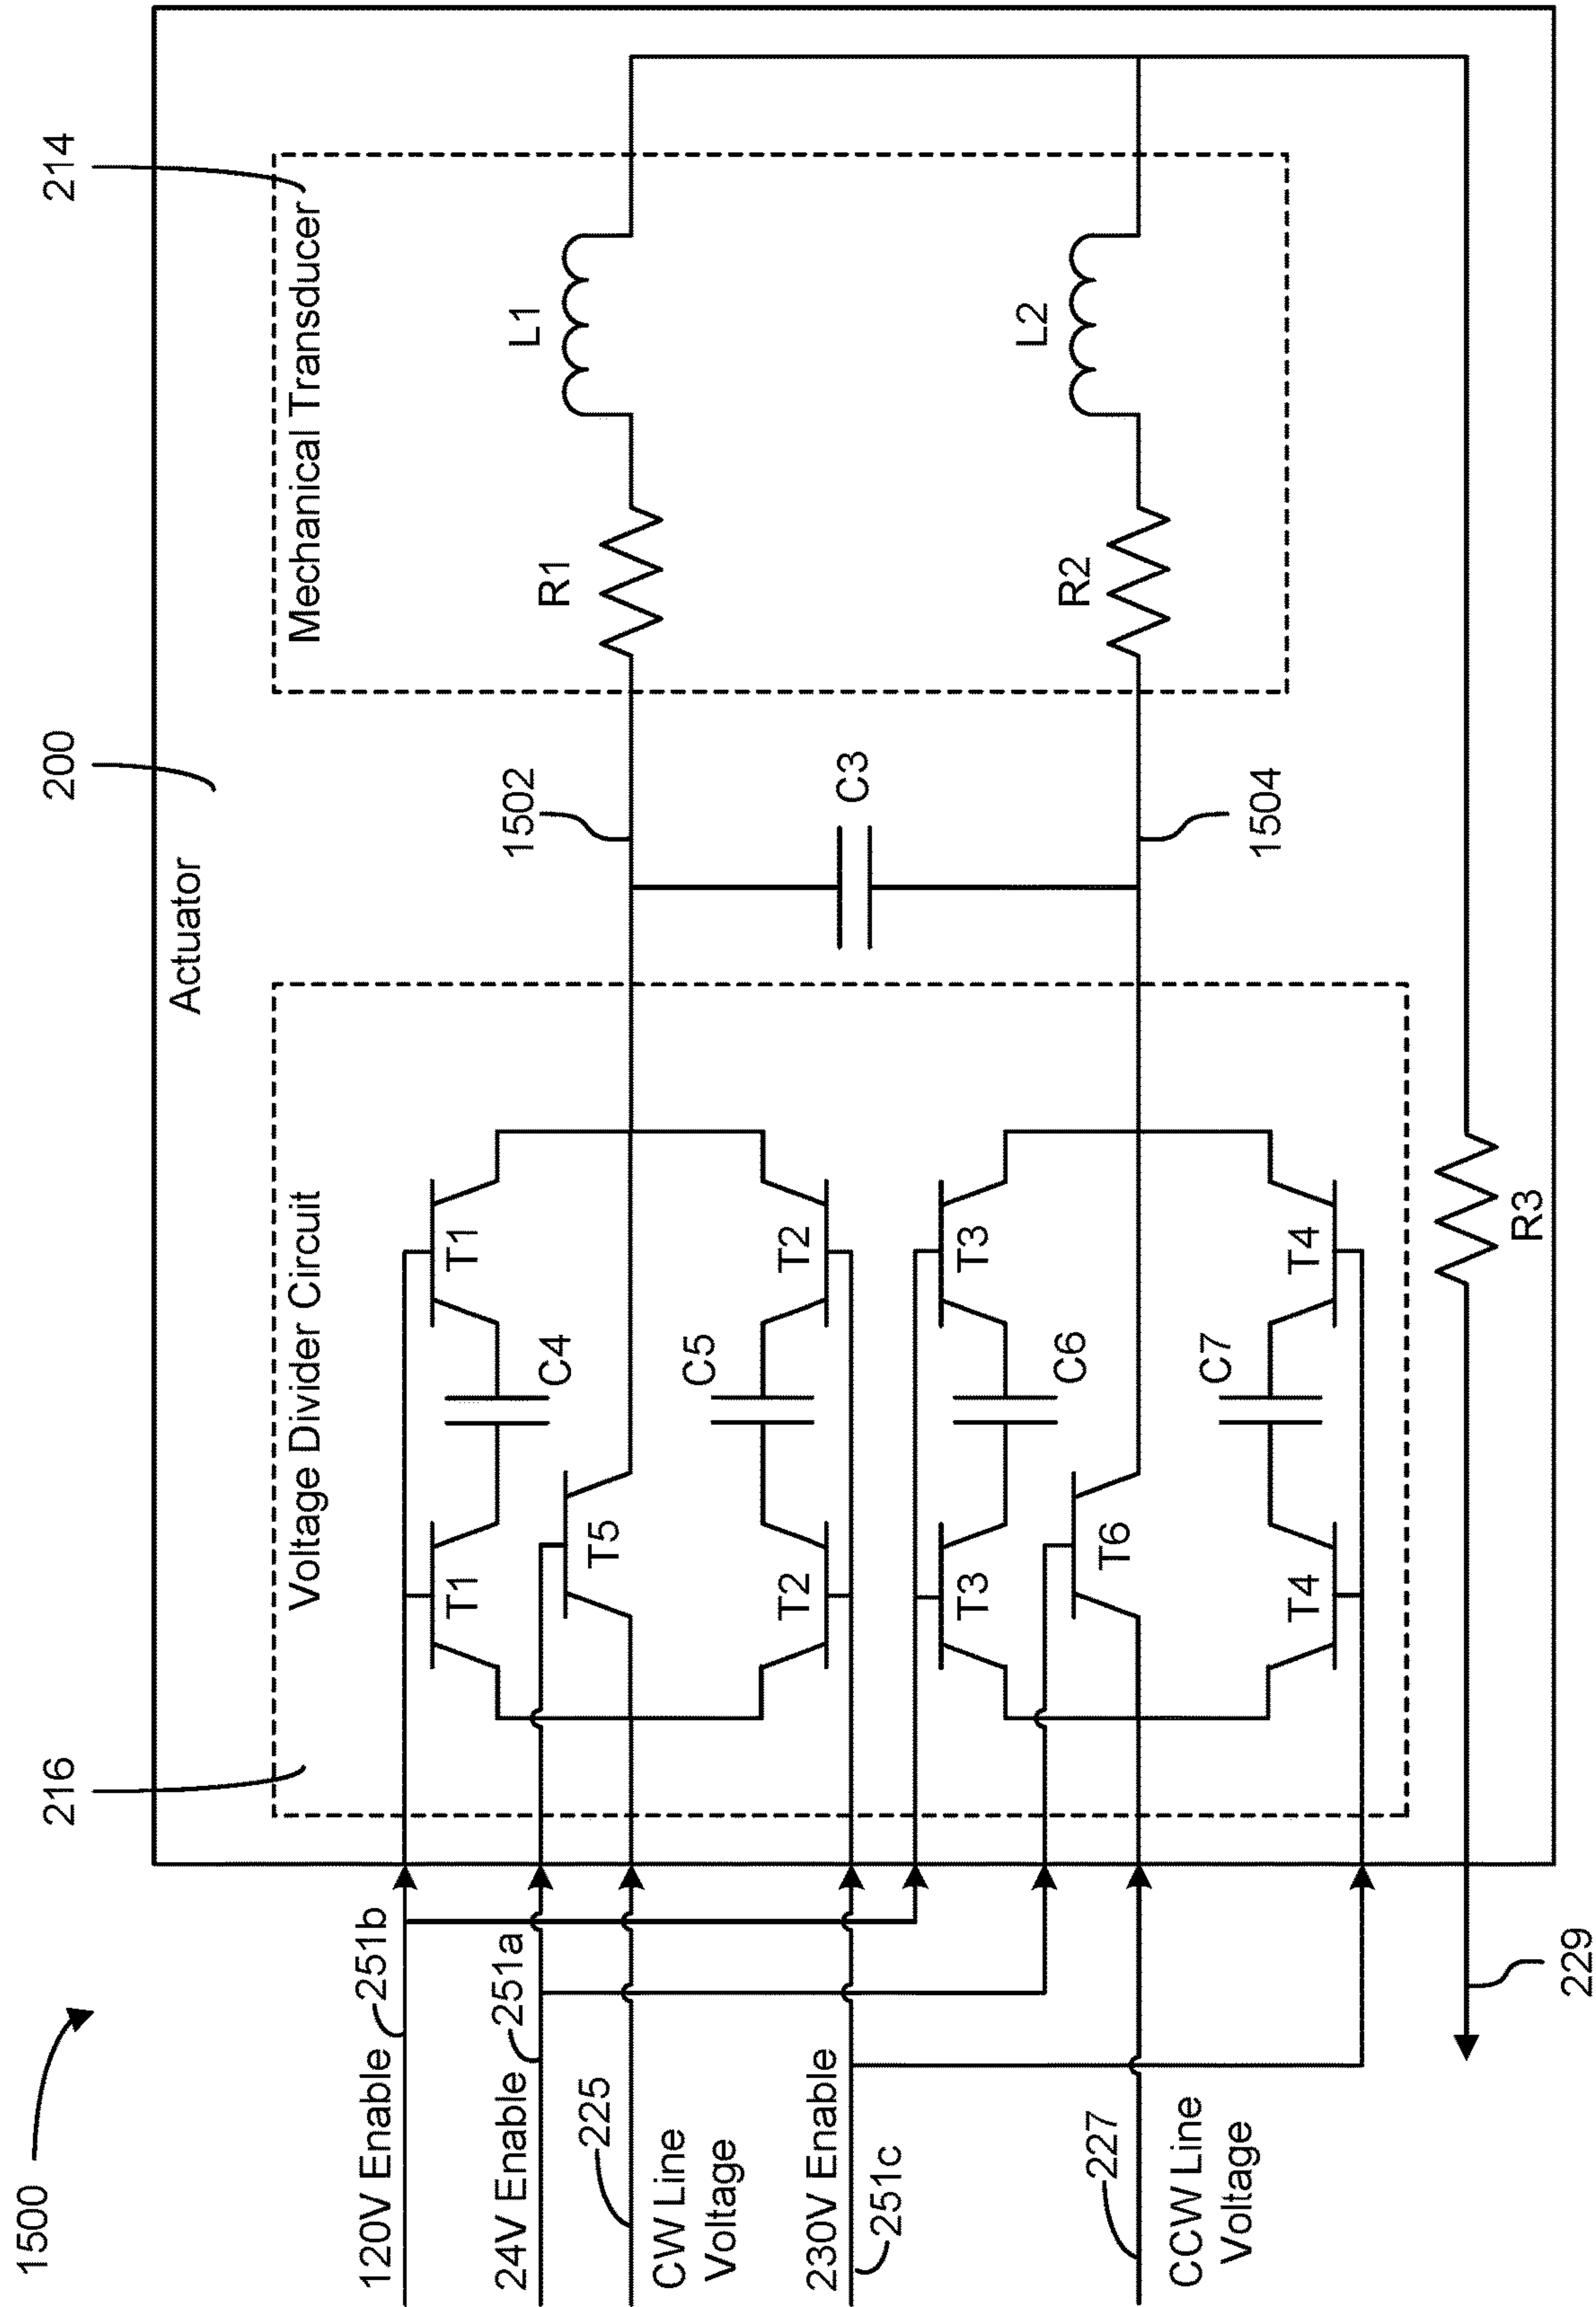 1500
216
200
214
Actuator
Voltage Divider Circuit
Mechanical Transducer
120V Enable
251b
24V Enable
251a
225
CW Line
Voltage
230V Enable
251c
227
CCW Line
Voltage
T1
T1
C4
T5
T2
T2
C5
T3
T3
C6
T6
T4
T4
C7
1502
C3
1504
R1
L1
R2
L2
R3
229